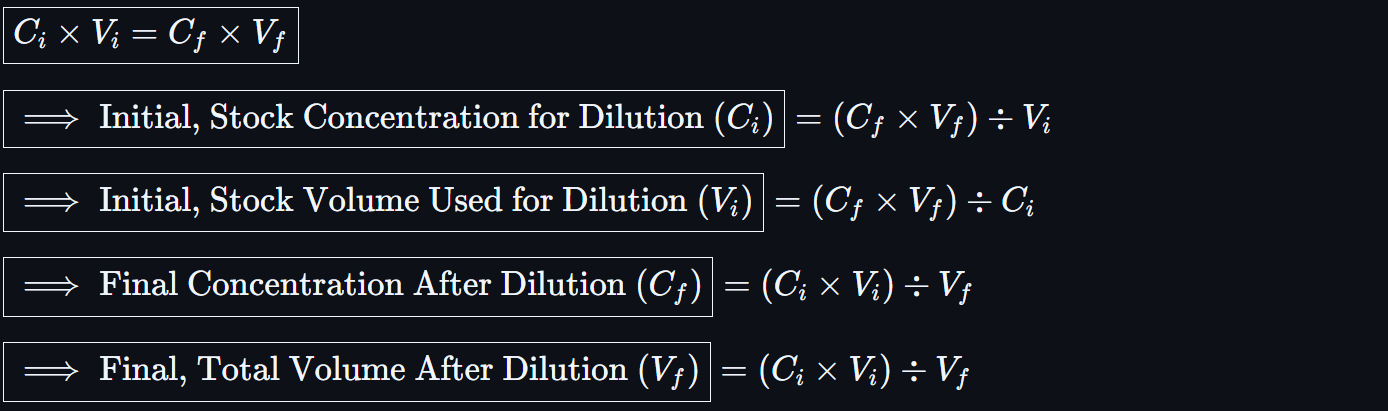 C_i × V_i = C_f × V_f
⟹ Initial, Stock Concentration for Dilution (C_i) = (C_f × V_f) ÷ V_i
⟹ Initial, Stock Volume Used for Dilution (V_i) = (C_f × V_f) ÷ C_i
⟹ Final Concentration After Dilution (C_f) = (C_i × V_i) ÷ V_f
⟹ Final, Total Volume After Dilution (V_f) = (C_i × V_i) ÷ V_f